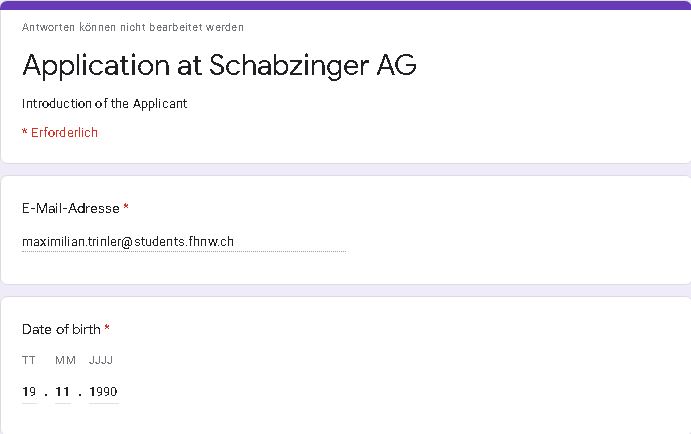 Antworten können nicht bearbeitet werden
Application at Schabzinger AG
Introduction of the Applicant
* Erforderlich
E-Mail-Adresse *
maximilian.trinler@students.fhnw.ch
Date of birth *
TT MM JJJJ
19 . 11 . 1990